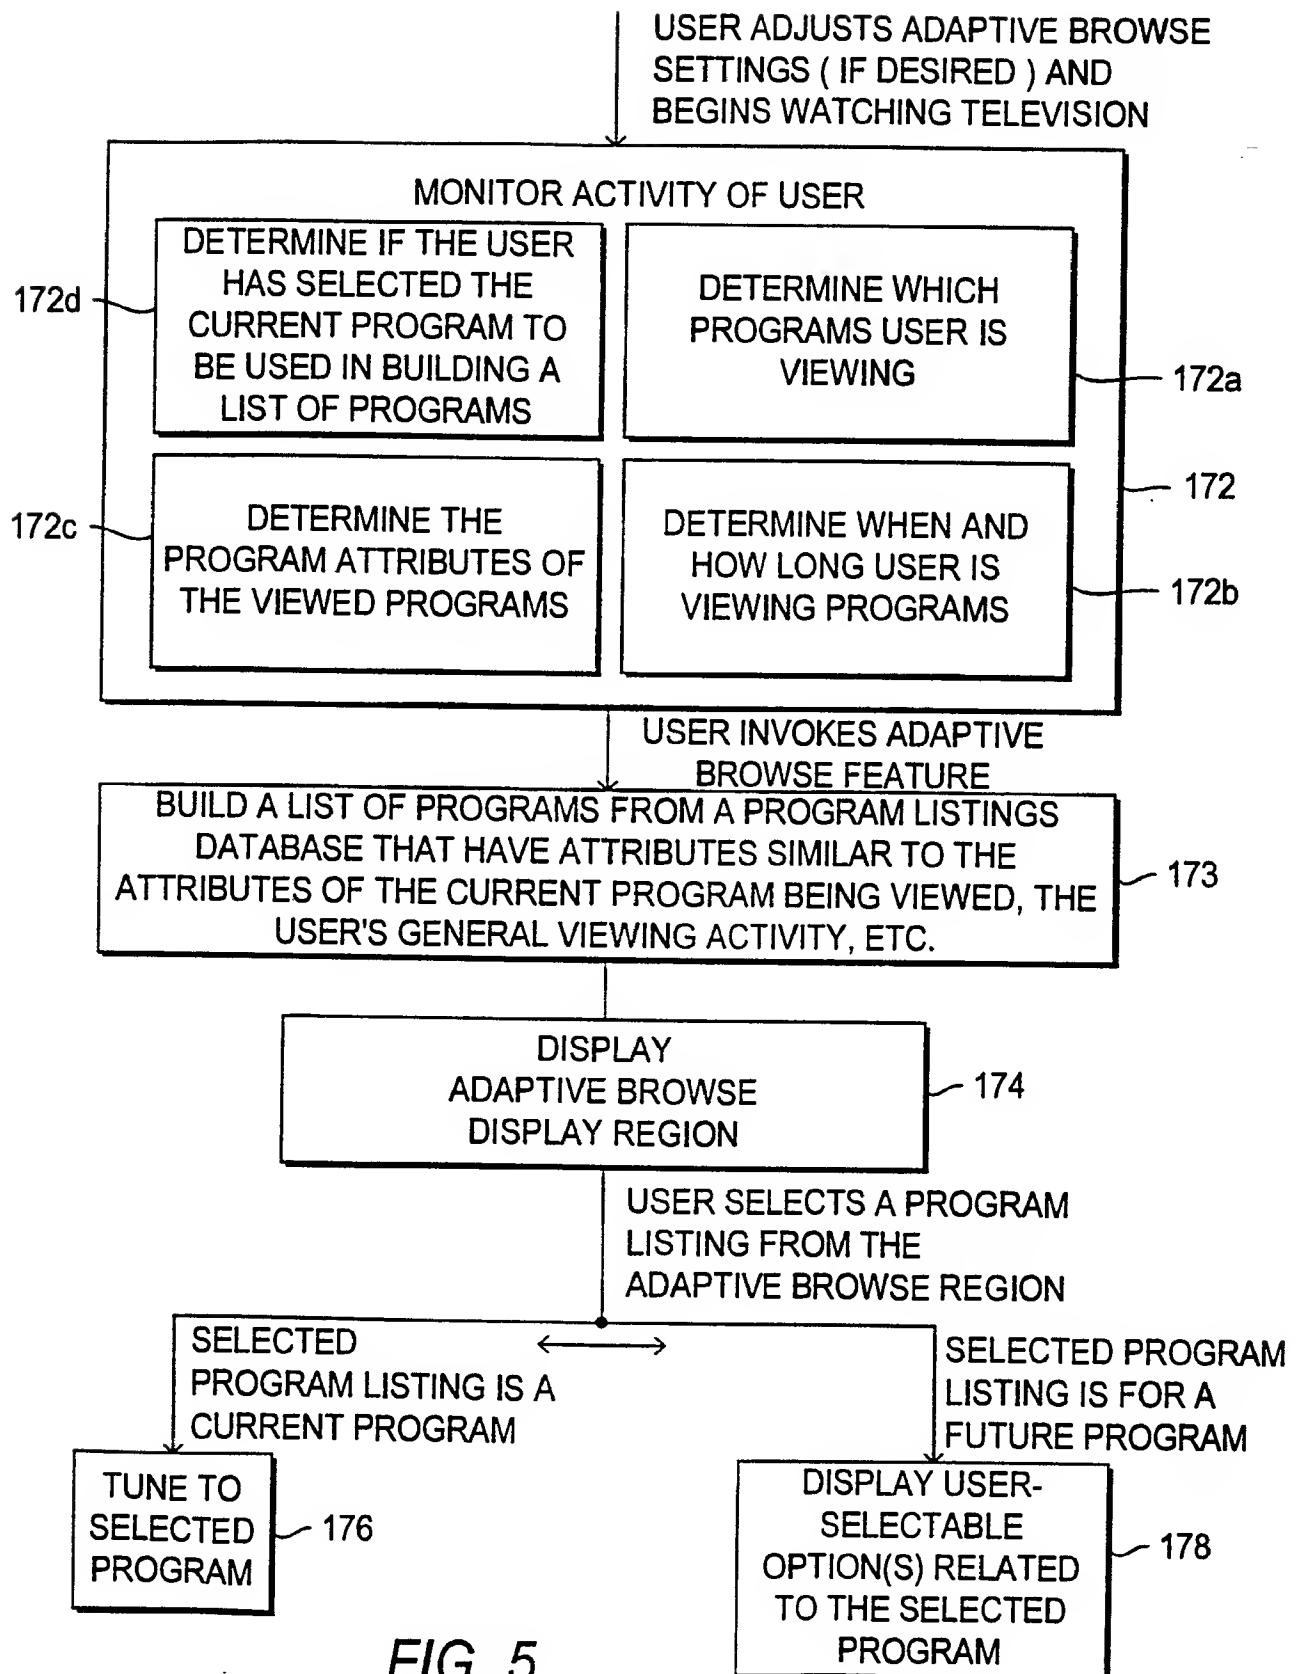 USER ADJUSTS ADAPTIVE BROWSE
SETTINGS ( IF DESIRED ) AND
BEGINS WATCHING TELEVISION
MONITOR ACTIVITY OF USER
DETERMINE IF THE USER
HAS SELECTED THE
CURRENT PROGRAM TO
BE USED IN BUILDING A
LIST OF PROGRAMS
172d
DETERMINE WHICH
PROGRAMS USER IS
VIEWING
172a
172
DETERMINE THE
PROGRAM ATTRIBUTES OF
THE VIEWED PROGRAMS
172c
DETERMINE WHEN AND
HOW LONG USER IS
VIEWING PROGRAMS
172b
USER INVOKES ADAPTIVE
BROWSE FEATURE
BUILD A LIST OF PROGRAMS FROM A PROGRAM LISTINGS
DATABASE THAT HAVE ATTRIBUTES SIMILAR TO THE
ATTRIBUTES OF THE CURRENT PROGRAM BEING VIEWED, THE
USER'S GENERAL VIEWING ACTIVITY, ETC.
173
DISPLAY
ADAPTIVE BROWSE
DISPLAY REGION
174
USER SELECTS A PROGRAM
LISTING FROM THE
ADAPTIVE BROWSE REGION
SELECTED
PROGRAM LISTING IS A
CURRENT PROGRAM
SELECTED PROGRAM
LISTING IS FOR A
FUTURE PROGRAM
TUNE TO
SELECTED
PROGRAM
176
DISPLAY USER-
SELECTABLE
OPTION(S) RELATED
TO THE SELECTED
PROGRAM
178
FIG. 5